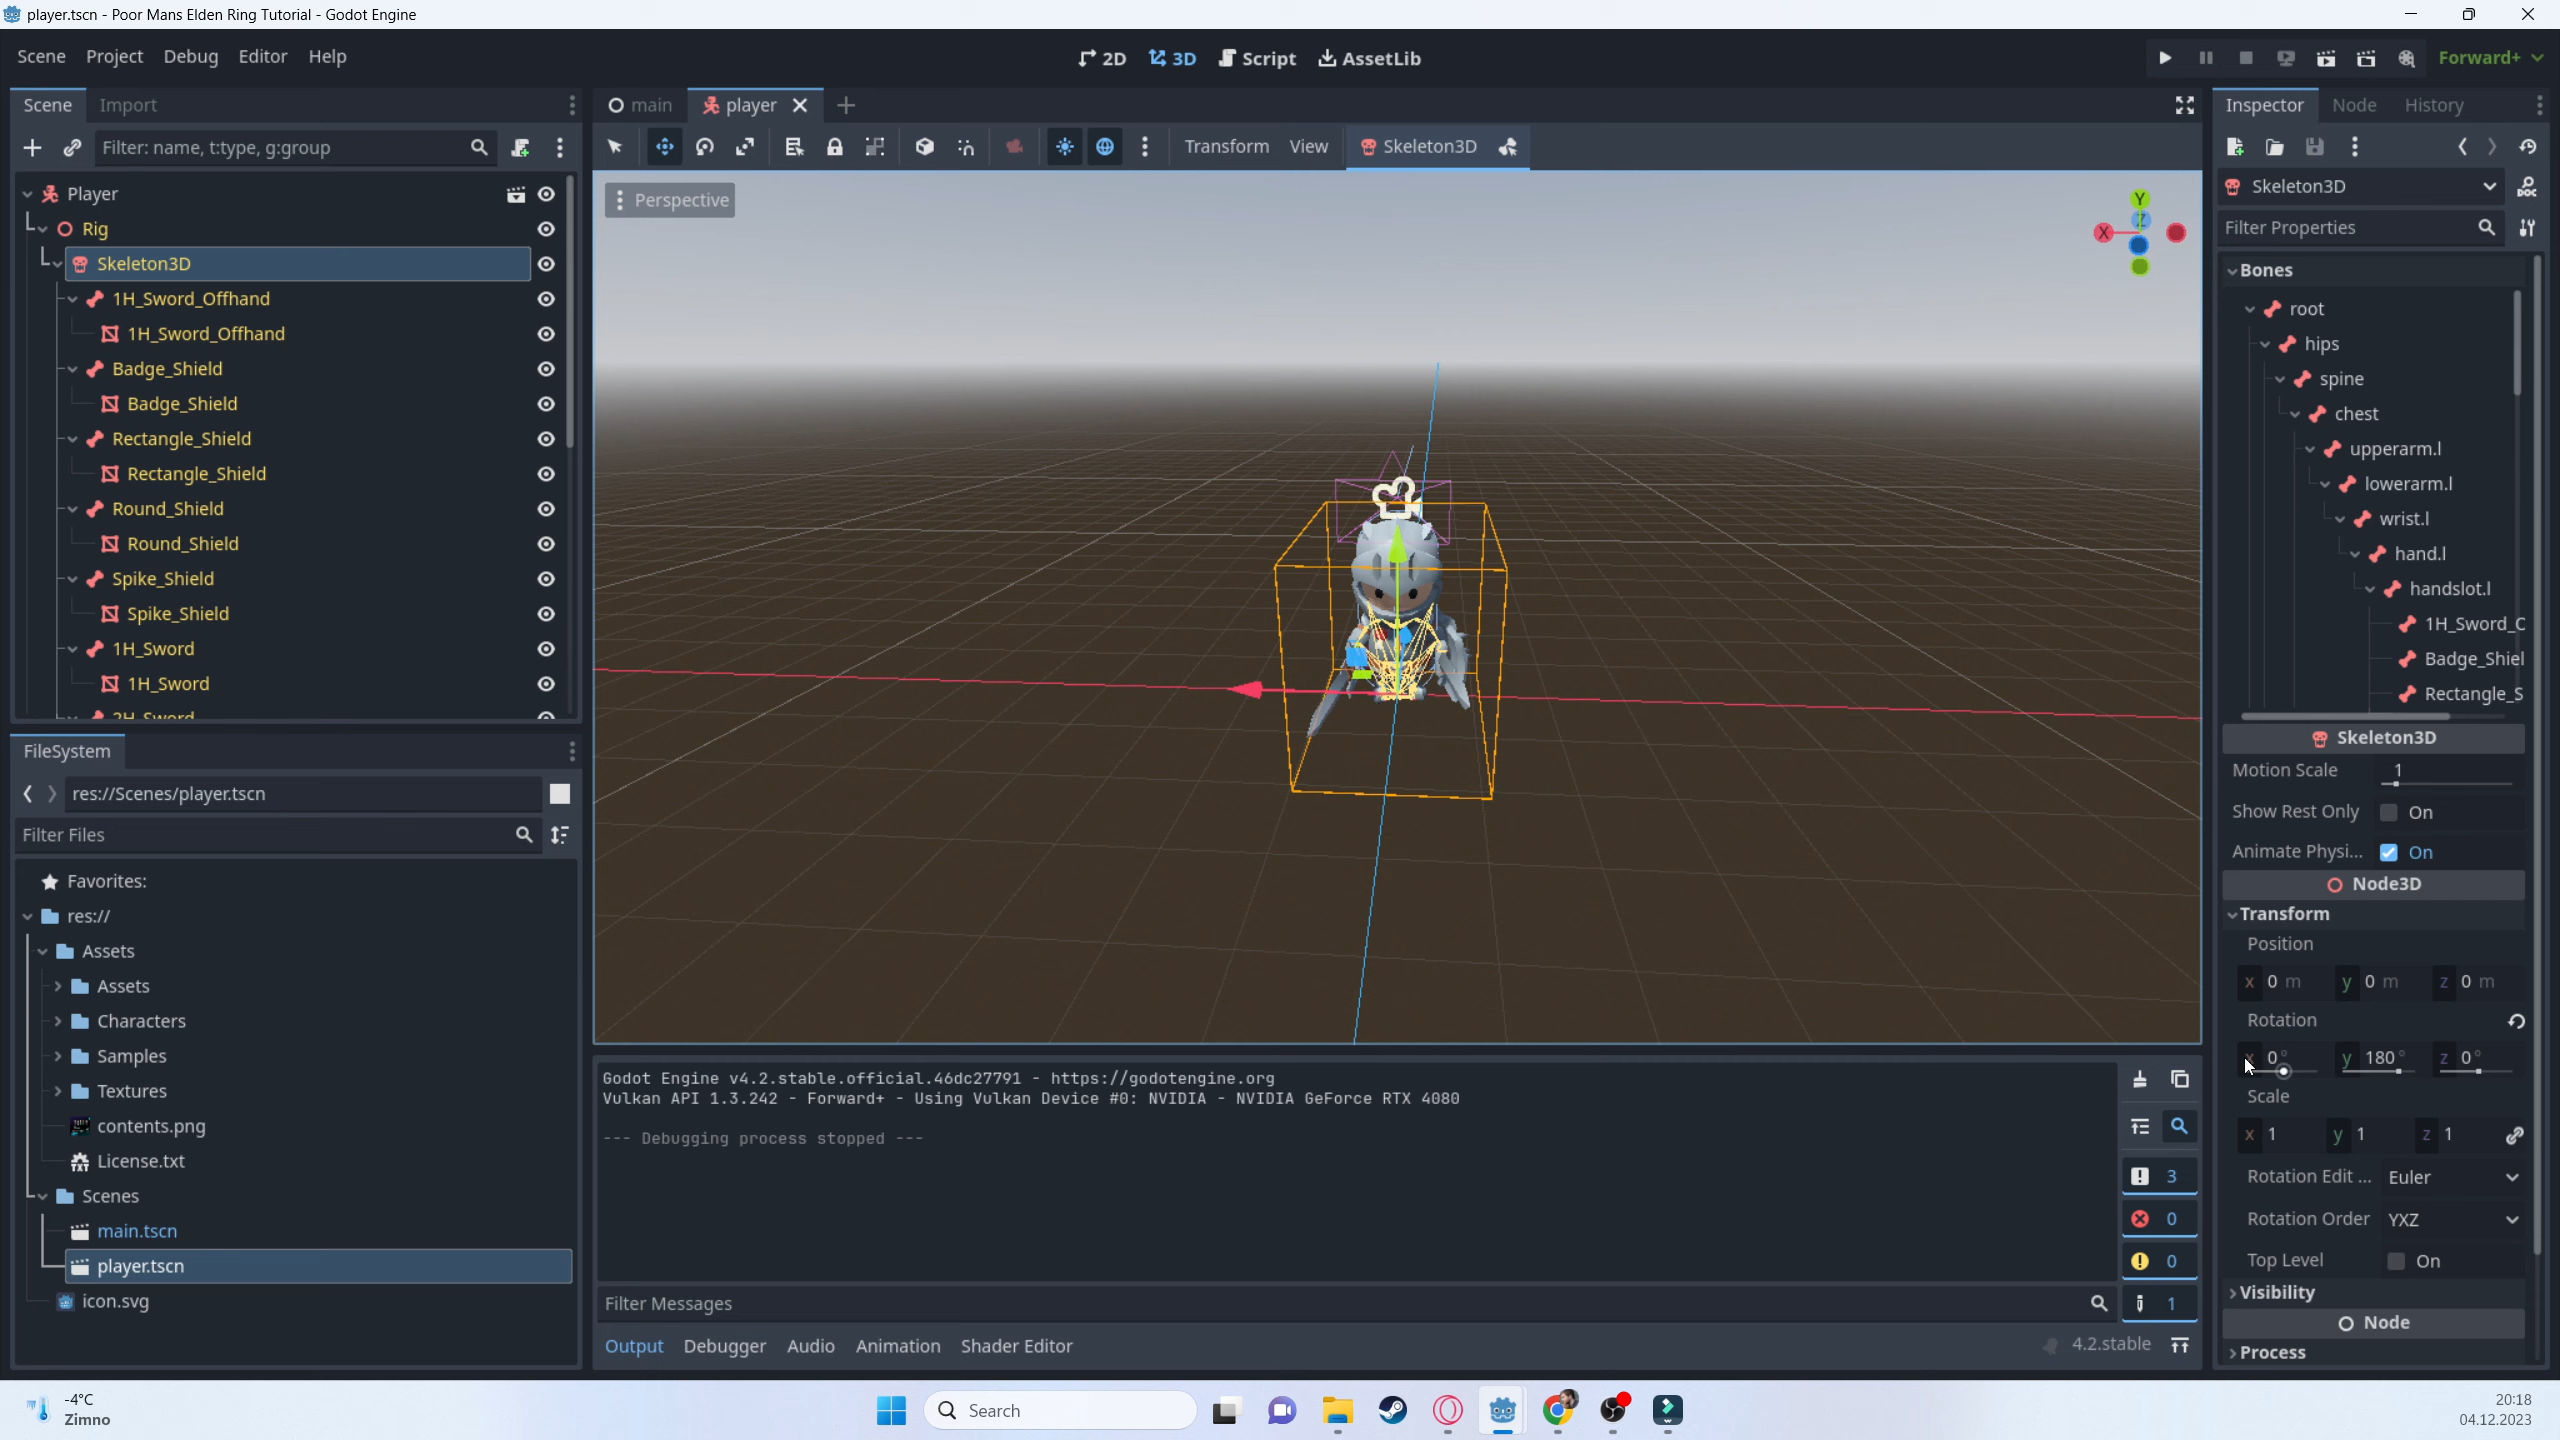 player.tscn - Poor Mans Elden Ring Tutorial - Godot Engine
Scene Project Debug Editor Help
2D 3D Script AssetLib
Forward+
Scene Import
Filter: name, t:type, g:group
Player
Rig
Skeleton3D
1H_Sword_Offhand
1H_Sword_Offhand
Badge_Shield
Badge_Shield
Rectangle_Shield
Rectangle_Shield
Round_Shield
Round_Shield
Spike_Shield
Spike_Shield
1H_Sword
1H_Sword
2H_Sword
FileSystem
res://Scenes/player.tscn
Filter Files
Favorites:
res://
Assets
Assets
Characters
Samples
Textures
contents.png
License.txt
Scenes
main.tscn
player.tscn
icon.svg
main player
Transform View Skeleton3D
Perspective
Y
Z
X
Godot Engine v4.2.stable.official.46dc27791 - https://godotengine.org
Vulkan API 1.3.242 - Forward+ - Using Vulkan Device #0: NVIDIA - NVIDIA GeForce RTX 4080
--- Debugging process stopped ---
3
0
0
1
Filter Messages
Output Debugger Audio Animation Shader Editor
4.2.stable
Inspector Node History
Skeleton3D
DOC
Filter Properties
Bones
root
hips
spine
chest
upperarm.l
lowerarm.l
wrist.l
hand.l
handslot.l
1H_Sword_O
Badge_Shiel
Rectangle_S
Skeleton3D
Motion Scale 1
Show Rest Only On
Animate Physi... On
Node3D
Transform
Position
x 0 m y 0 m z 0 m
Rotation
x 0° y 180° z 0°
Scale
x 1 y 1 z 1
Rotation Edit ... Euler
Rotation Order YXZ
Top Level On
Visibility
Node
Process
-4°C
Zimno
Search
20:18
04.12.2023